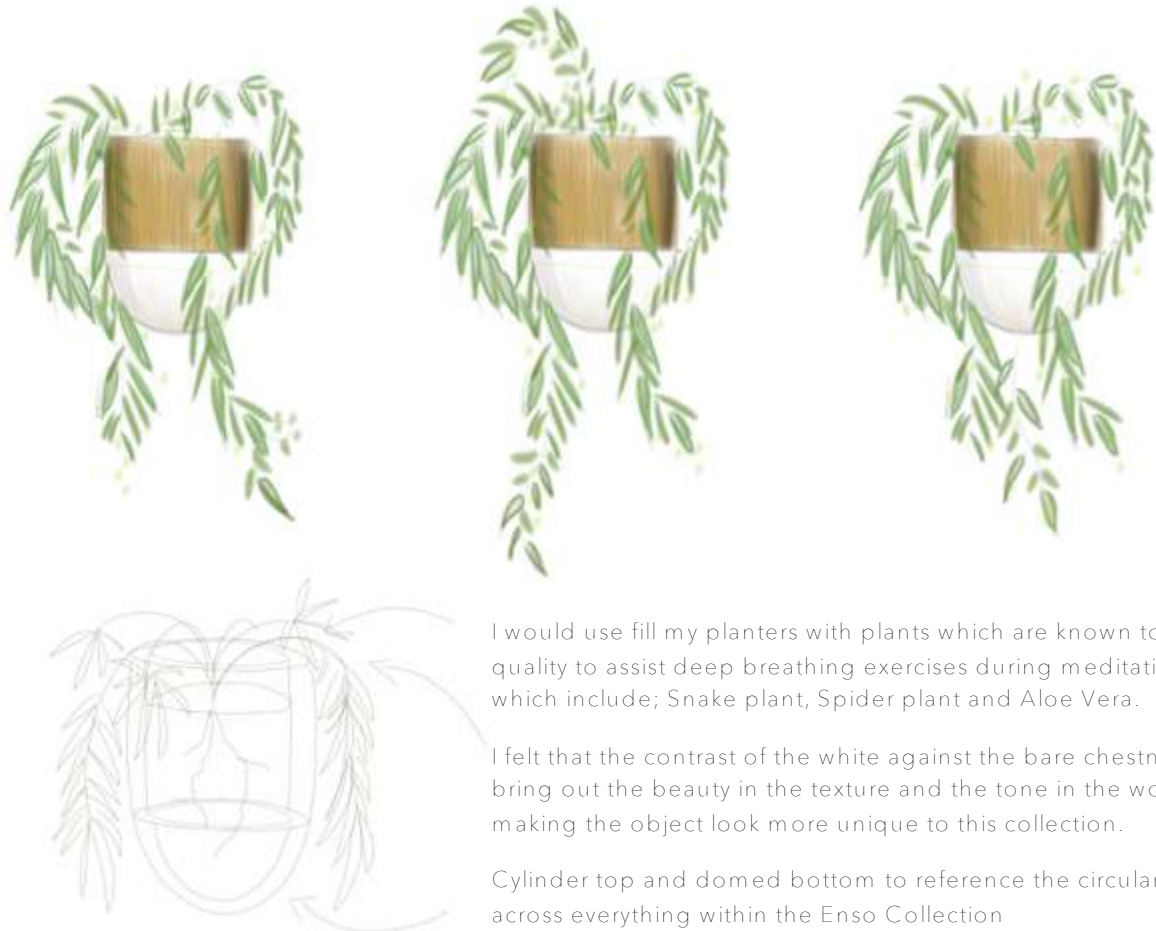 I would use fill my planters with plants which are known to
quality to assist deep breathing exercises during meditati
which include; Snake plant, Spider plant and Aloe Vera.
I felt that the contrast of the white against the bare chestn
bring out the beauty in the texture and the tone in the wo
making the object look more unique to this collection.
Cylinder top and domed bottom to reference the circular
across everything within the Enso Collection